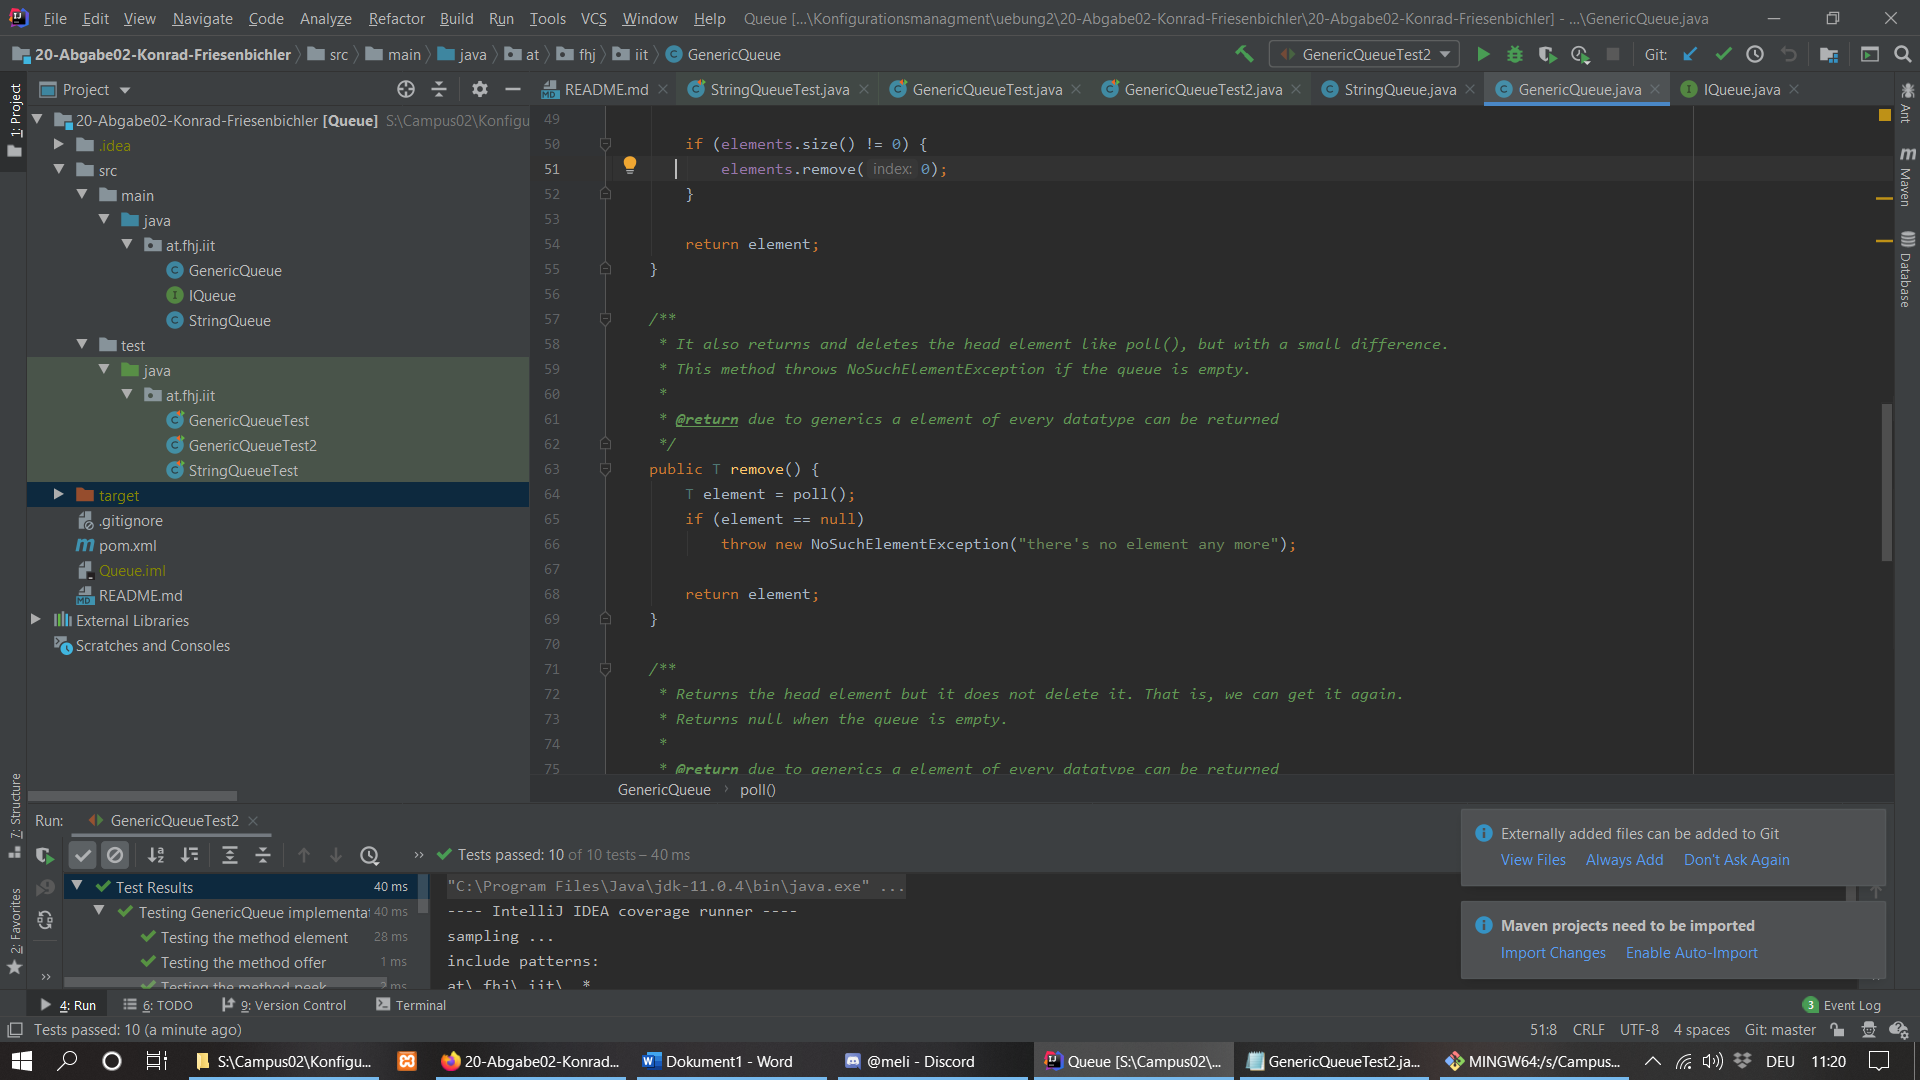 File Edit View Navigate Code Analyze Refactor Build Run Tools VCS Window Help Queue [...\Konfigurationsmanagment\uebung2\20-Abgabe02-Konrad-Friesenbichler\20-Abgabe02-Konrad-Friesenbichler] - ...\GenericQueue.java
20-Abgabe02-Konrad-Friesenbichler src main java at fhj iit GenericQueue GenericQueueTest2 Git:
Project README.md StringQueueTest.java GenericQueueTest.java GenericQueueTest2.java StringQueue.java GenericQueue.java IQueue.java
1: Project
7: Structure
2: Favorites
Ant
Maven
Database
20-Abgabe02-Konrad-Friesenbichler [Queue] S:\Campus02\Konfigu
.idea
src
main
java
at.fhj.iit
GenericQueue
IQueue
StringQueue
test
java
at.fhj.iit
GenericQueueTest
GenericQueueTest2
StringQueueTest
target
.gitignore
pom.xml
Queue.iml
README.md
External Libraries
Scratches and Consoles
49
50 if (elements.size() != 0) {
51 elements.remove( index: 0);
52 }
53
54 return element;
55 }
56
57 /**
58 * It also returns and deletes the head element like poll(), but with a small difference.
59 * This method throws NoSuchElementException if the queue is empty.
60 *
61 * @return due to generics a element of every datatype can be returned
62 */
63 public T remove() {
64 T element = poll();
65 if (element == null)
66 throw new NoSuchElementException("there's no element any more");
67
68 return element;
69 }
70
71 /**
72 * Returns the head element but it does not delete it. That is, we can get it again.
73 * Returns null when the queue is empty.
74 *
75 * @return due to generics a element of every datatype can be returned
GenericQueue poll()
Run: GenericQueueTest2
» Tests passed: 10 of 10 tests – 40 ms
Test Results 40 ms
Testing GenericQueue implementat 40 ms
Testing the method element 28 ms
Testing the method offer 1 ms
Testing the method peek 2 ms
"C:\Program Files\Java\jdk-11.0.4\bin\java.exe" ...
---- IntelliJ IDEA coverage runner ----
sampling ...
include patterns:
at\.fhj\.iit\..*
Externally added files can be added to Git
View Files Always Add Don't Ask Again
Maven projects need to be imported
Import Changes Enable Auto-Import
4: Run 6: TODO 9: Version Control Terminal 3 Event Log
Tests passed: 10 (a minute ago) 51:8 CRLF UTF-8 4 spaces Git: master
S:\Campus02\Konfigu... 20-Abgabe02-Konrad... Dokument1 - Word @meli - Discord Queue [S:\Campus02\... GenericQueueTest2.ja... MINGW64:/s/Campus... DEU 11:20